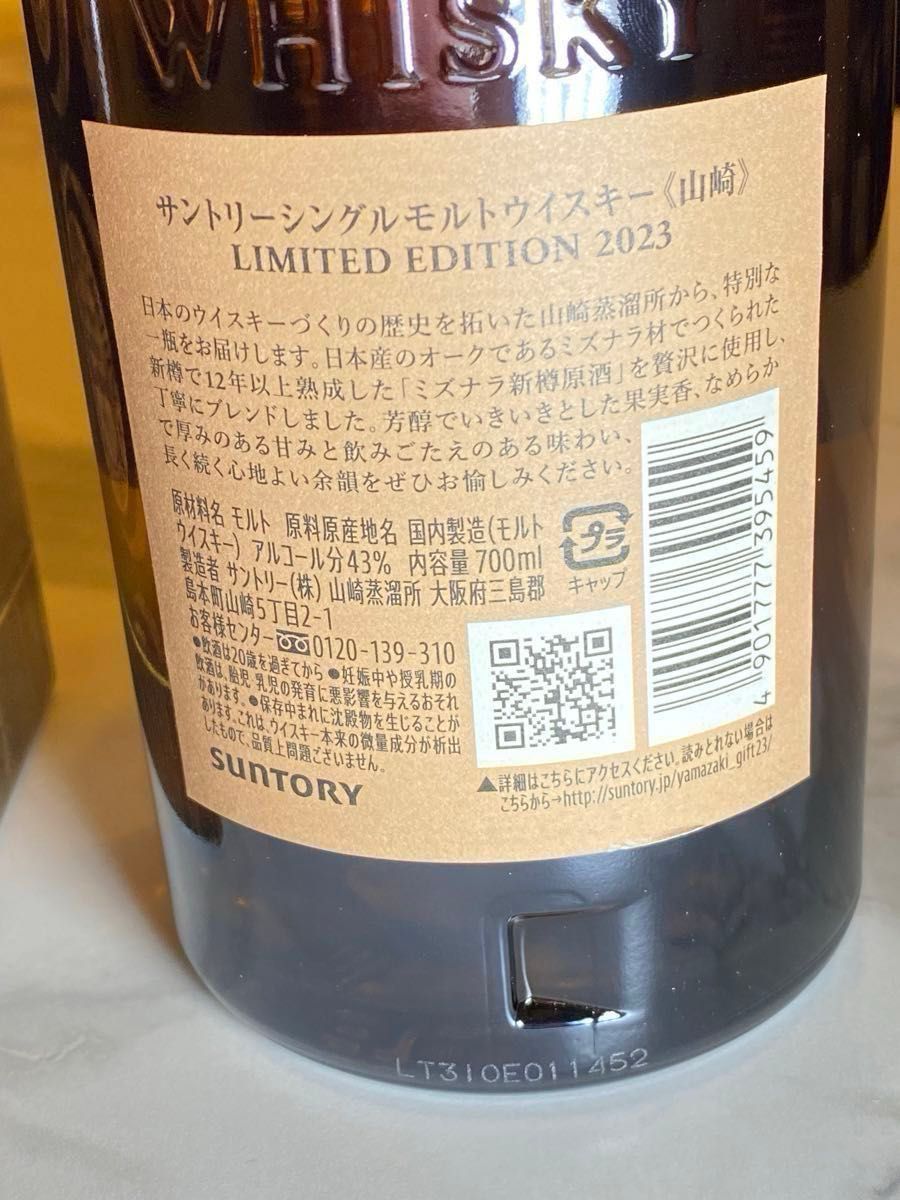 WHISKY
サントリーシングルモルトウイスキー《山崎》
LIMITED EDITION 2023
日本のウイスキーづくりの歴史を拓いた山崎蒸溜所から、特別な
一瓶をお届けします。日本産のオークであるミズナラ材でつくられた
新樽で12年以上熟成した「ミズナラ新樽原酒」を贅沢に使用し、
丁寧にブレンドしました。芳醇でいきいきとした果実香、なめらか
で厚みのある甘みと飲みごたえのある味わい、
長く続く心地よい余韻をぜひお愉しみください。
原材料名 モルト 原料原産地名 国内製造(モルト
ウイスキー) アルコール分43% 内容量700ml
製造者 サントリー(株) 山崎蒸溜所 大阪府三島郡
島本町山崎5丁目2-1
お客様センター 0120-139-310
●飲酒は20歳を過ぎてから ●妊娠中や授乳期の
飲酒は、胎児、乳児の発育に悪影響を与えるおそれ
があります。●保存中まれに沈殿物を生じることが
あります。これは、ウイスキー本来の微量成分が析出
したもので、品質上問題ございません。
SUNTORY
プラ
キャップ
4 901777 395459
▲詳細はこちらにアクセスください。読みとれない場合は
こちらから→http://suntory.jp/yamazaki_gift23/
LT310E011452